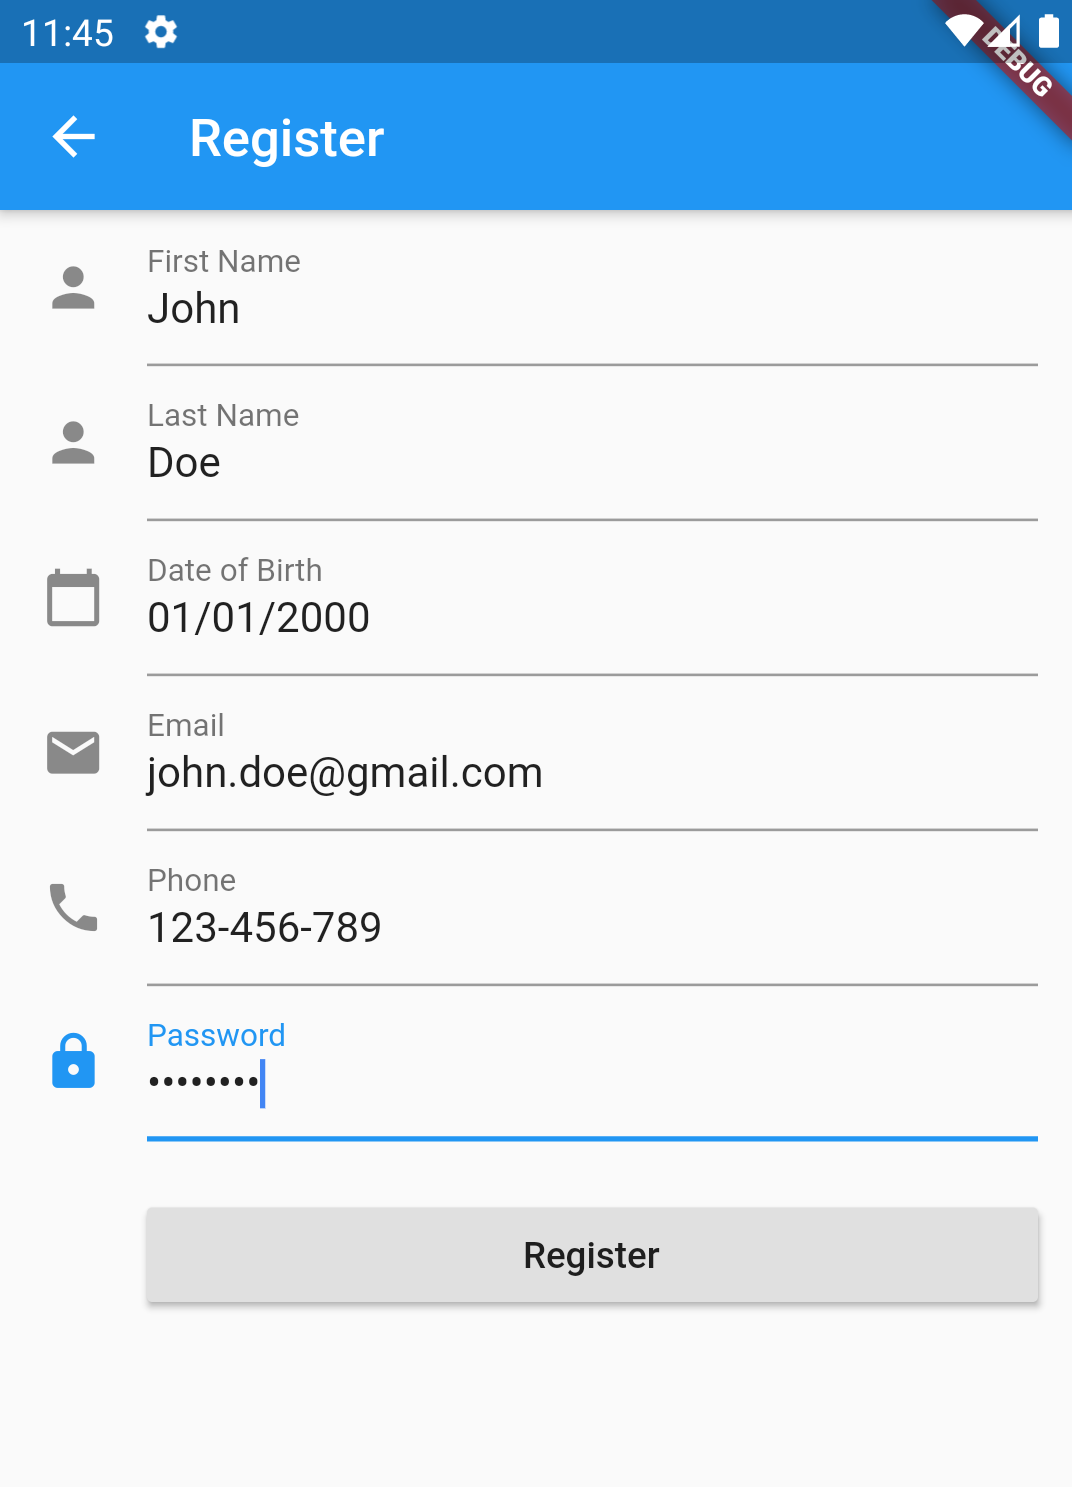 11:45
DEBUG
Register
First Name
John
Last Name
Doe
Date of Birth
01/01/2000
Email
john.doe@gmail.com
Phone
123-456-789
Password
••••••••
Register